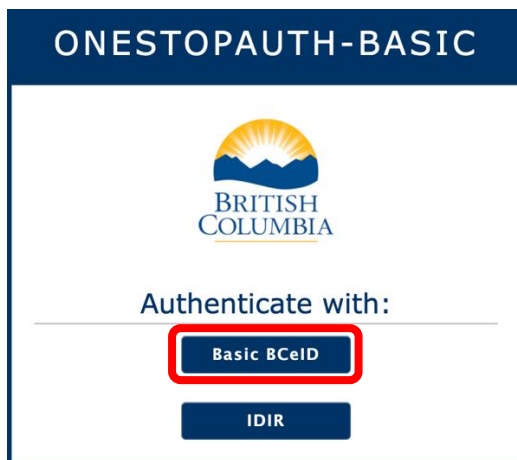 ONESTOPAUTH-BASIC
BRITISH
COLUMBIA
Authenticate with:
Basic BCeID
IDIR